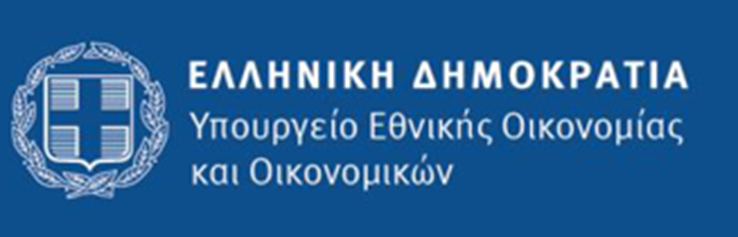 ΕΛΛΗΝΙΚΗ ΔΗΜΟΚΡΑΤΙΑ
Υπουργείο Εθνικής Οικονομίας
και Οικονομικών